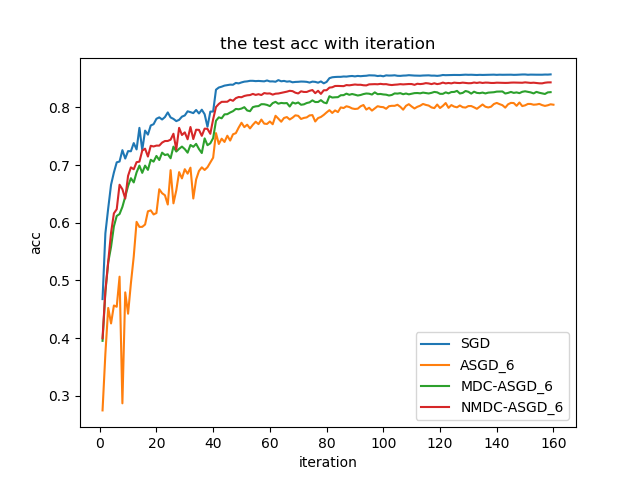 the test acc with iteration
acc
0.8
0.7
0.6
0.5
0.4
0.3
SGD
ASGD_6
MDC-ASGD_6
NMDC-ASGD_6
0 20 40 60 80 100 120 140 160
iteration